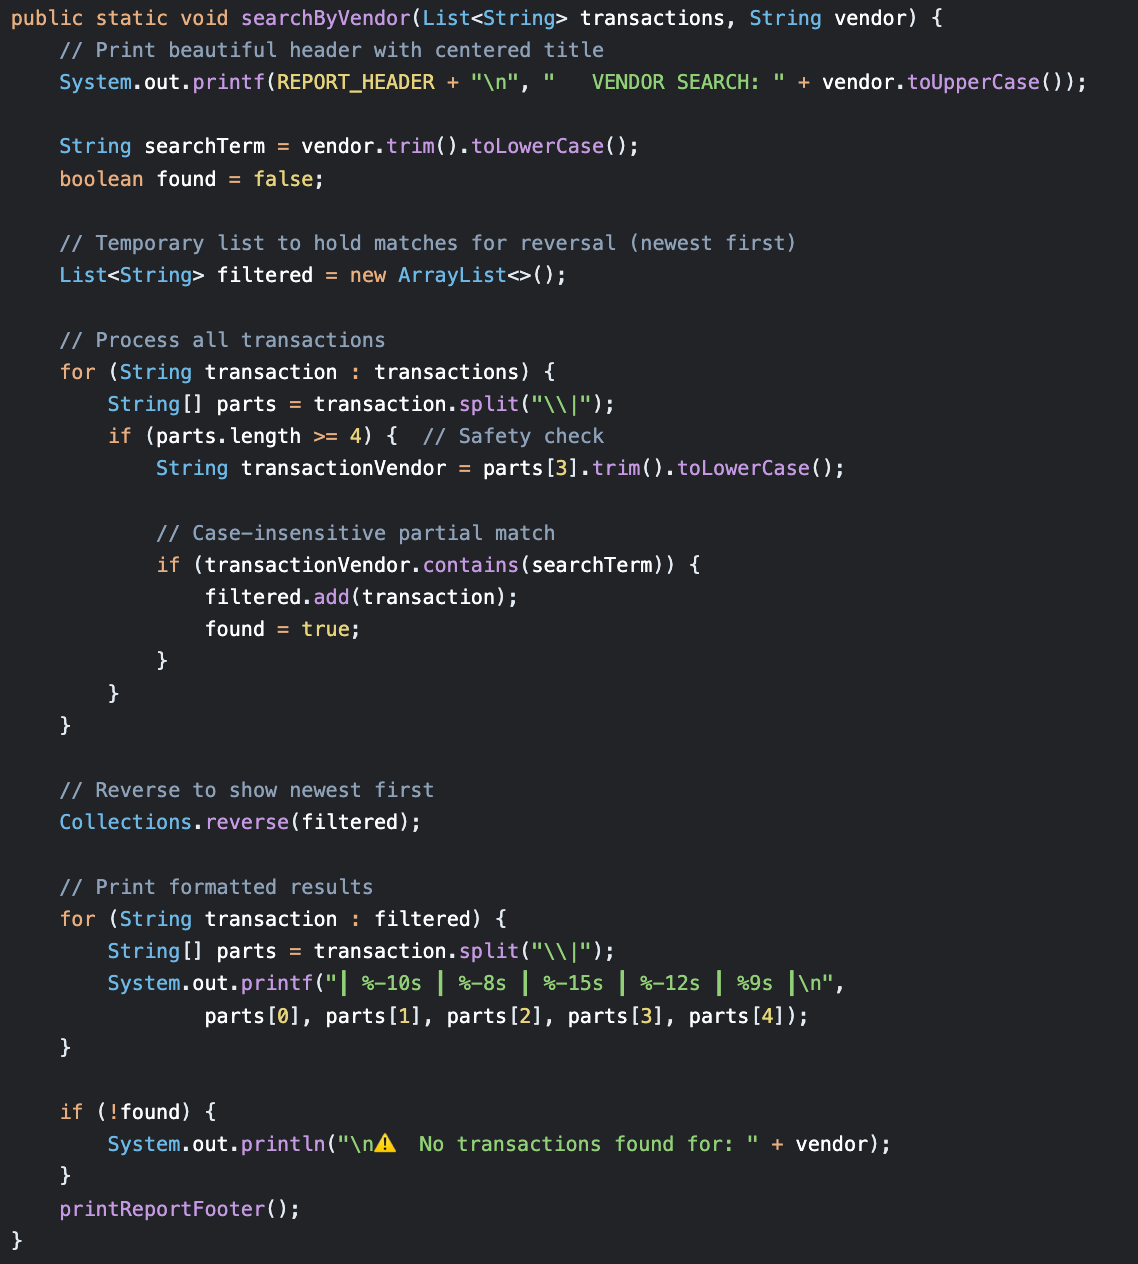 public static void searchByVendor(List<String> transactions, String vendor) {
    // Print beautiful header with centered title
    System.out.printf(REPORT_HEADER + "\n", "   VENDOR SEARCH: " + vendor.toUpperCase());

    String searchTerm = vendor.trim().toLowerCase();
    boolean found = false;

    // Temporary list to hold matches for reversal (newest first)
    List<String> filtered = new ArrayList<>();

    // Process all transactions
    for (String transaction : transactions) {
        String[] parts = transaction.split("\\|");
        if (parts.length >= 4) {  // Safety check
            String transactionVendor = parts[3].trim().toLowerCase();

            // Case-insensitive partial match
            if (transactionVendor.contains(searchTerm)) {
                filtered.add(transaction);
                found = true;
            }
        }
    }

    // Reverse to show newest first
    Collections.reverse(filtered);

    // Print formatted results
    for (String transaction : filtered) {
        String[] parts = transaction.split("\\|");
        System.out.printf("┃ %-10s ┃ %-8s ┃ %-15s ┃ %-12s ┃ %9s ┃\n",
                parts[0], parts[1], parts[2], parts[3], parts[4]);
    }

    if (!found) {
        System.out.println("\n⚠️  No transactions found for: " + vendor);
    }
    printReportFooter();
}